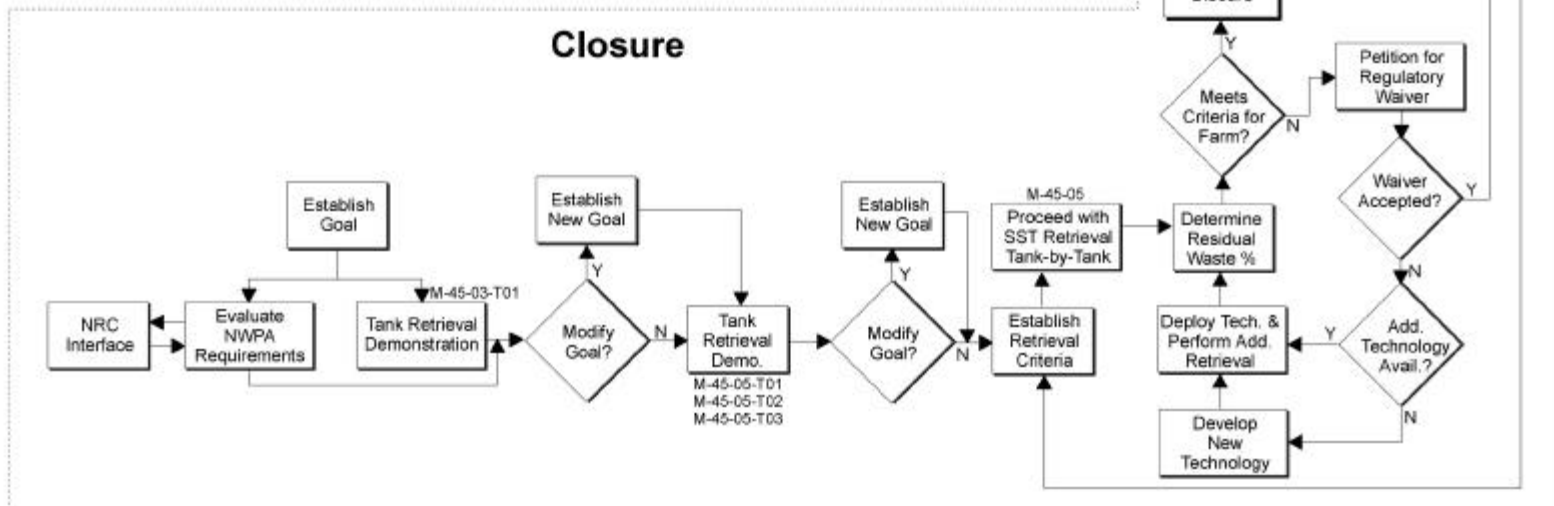 Closure
Establish
Goal
NRC
Interface
Evaluate
NWPA
Requirements
M-45-03-T01
Tank Retrieval
Demonstration
Modify
Goal?
Y
N
Establish
New Goal
Tank
Retrieval
Demo.
M-45-05-T01
M-45-05-T02
M-45-05-T03
Modify
Goal?
Y
N
Establish
New Goal
Establish
Retrieval
Criteria
M-45-05
Proceed with
SST Retrieval
Tank-by-Tank
Determine
Residual
Waste %
Meets
Criteria for
Farm?
Y
N
Petition for
Regulatory
Waiver
Waiver
Accepted?
Y
N
Add.
Technology
Avail.?
Y
N
Deploy Tech. &
Perform Add.
Retrieval
Develop
New
Technology